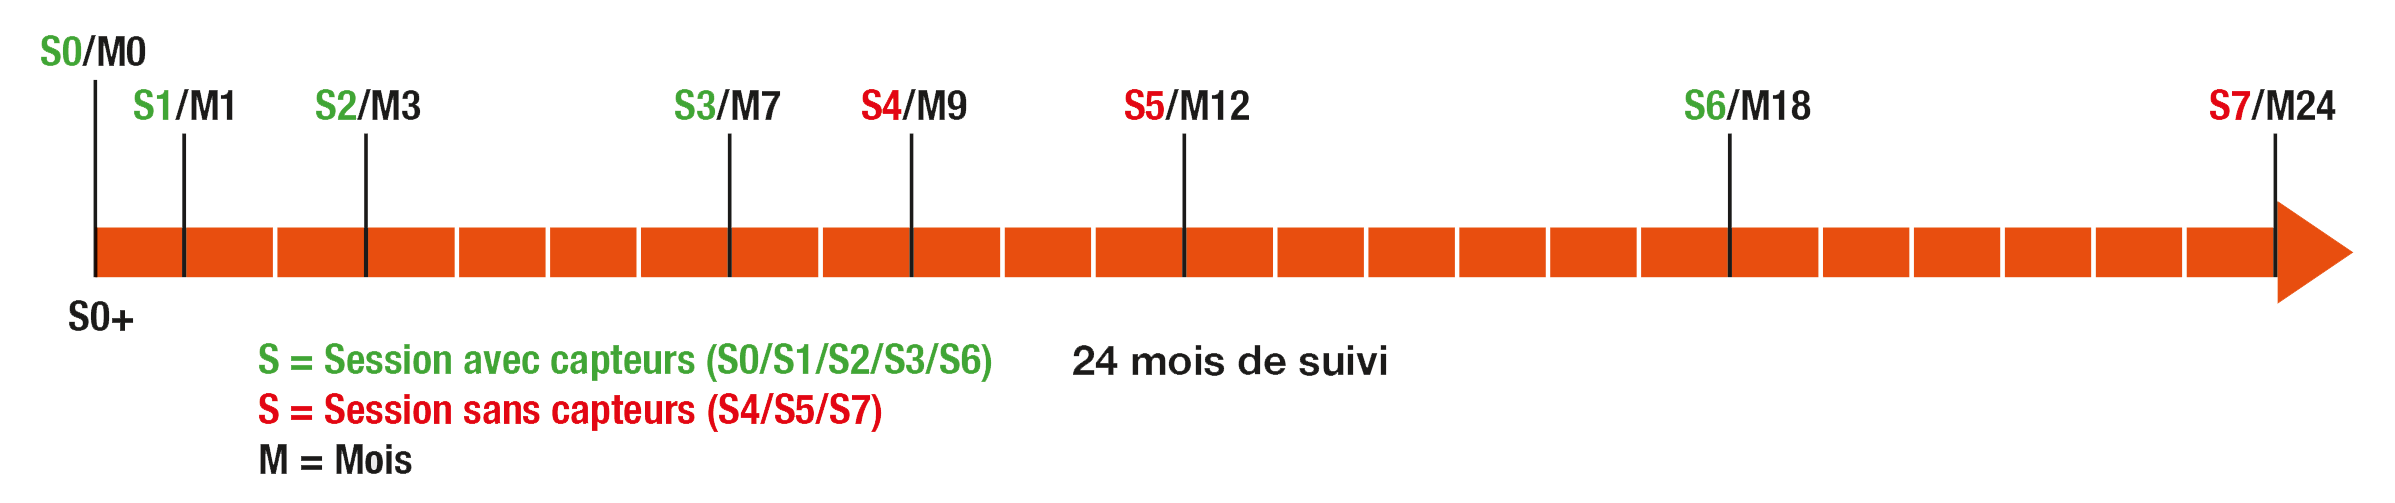 S0/M0
S1/M1 S2/M3 S3/M7 S4/M9 S5/M12 S6/M18 S7/M24
S0+
S = Session avec capteurs (S0/S1/S2/S3/S6) 24 mois de suivi
S = Session sans capteurs (S4/S5/S7)
M = Mois